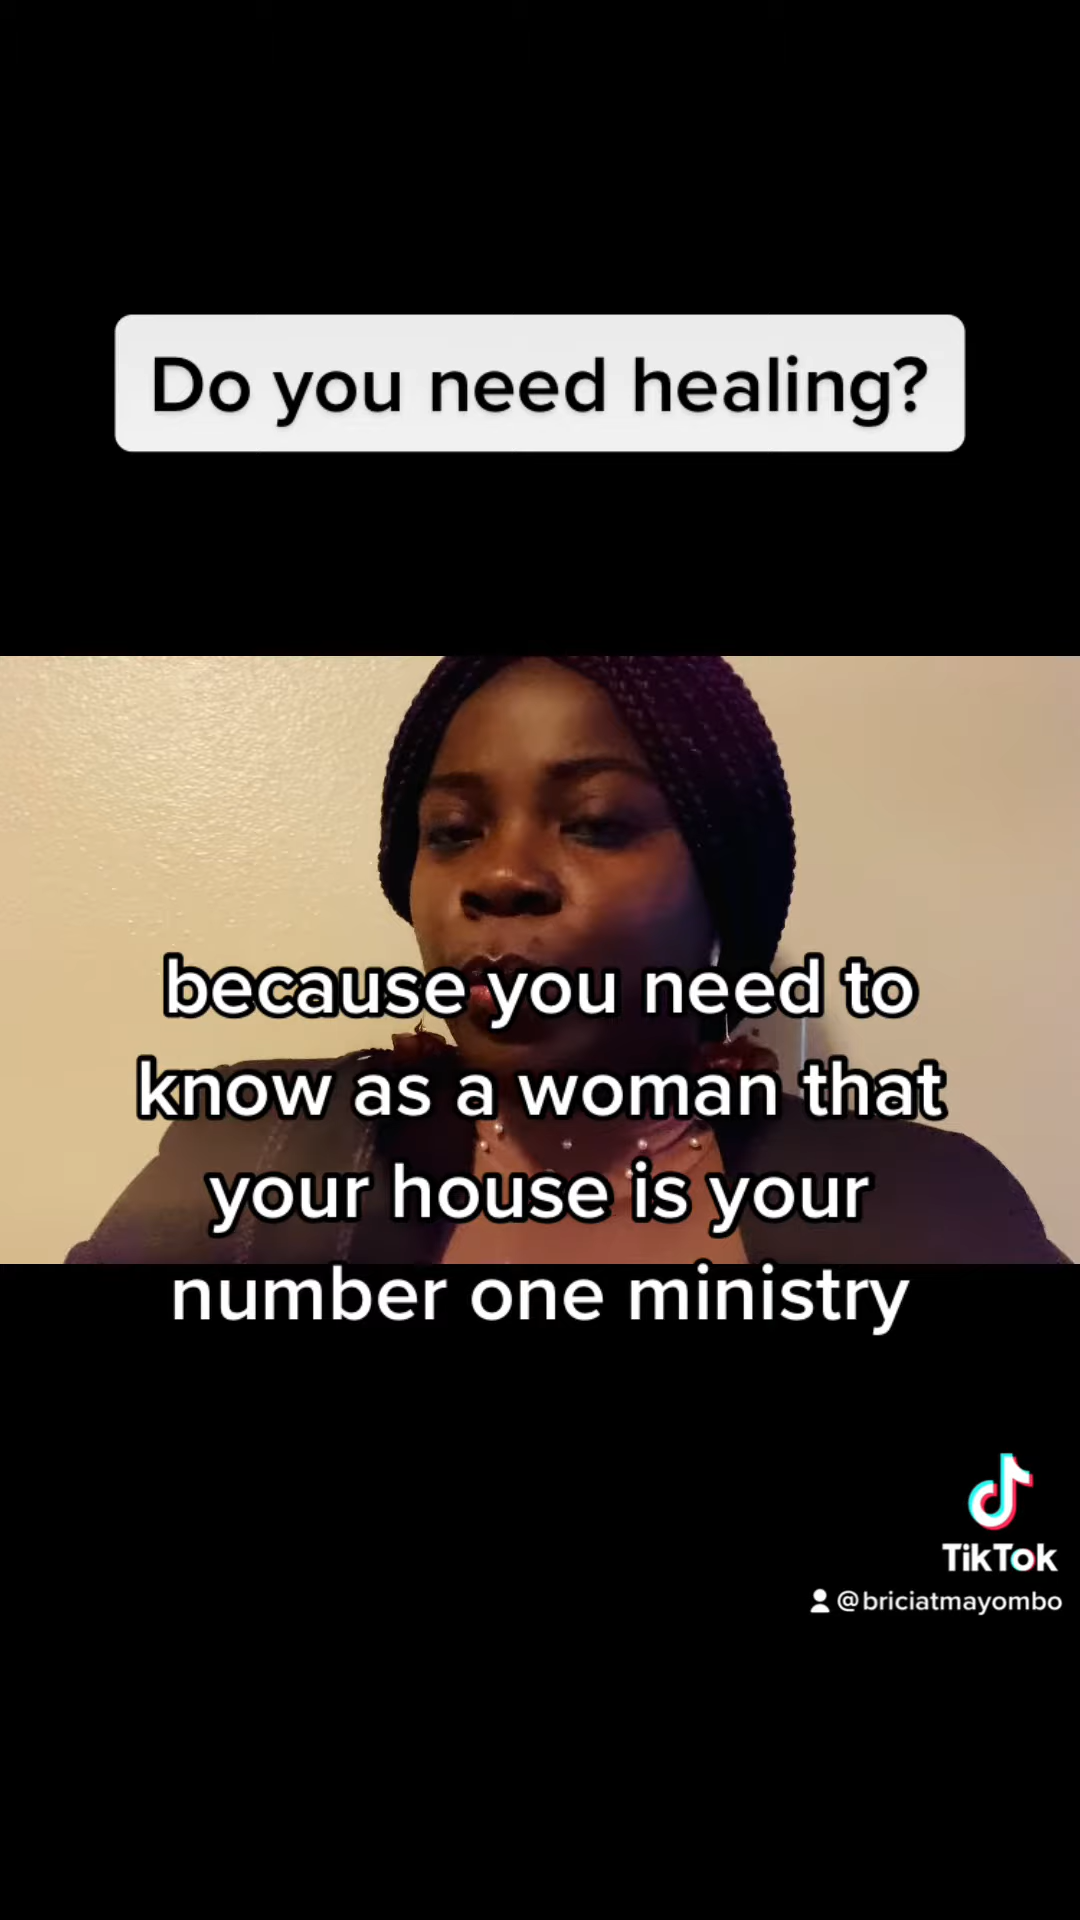 Do you need healing?
because you need to
know as a woman that
your house is your
number one ministry
TikTok
@briciatmayombo